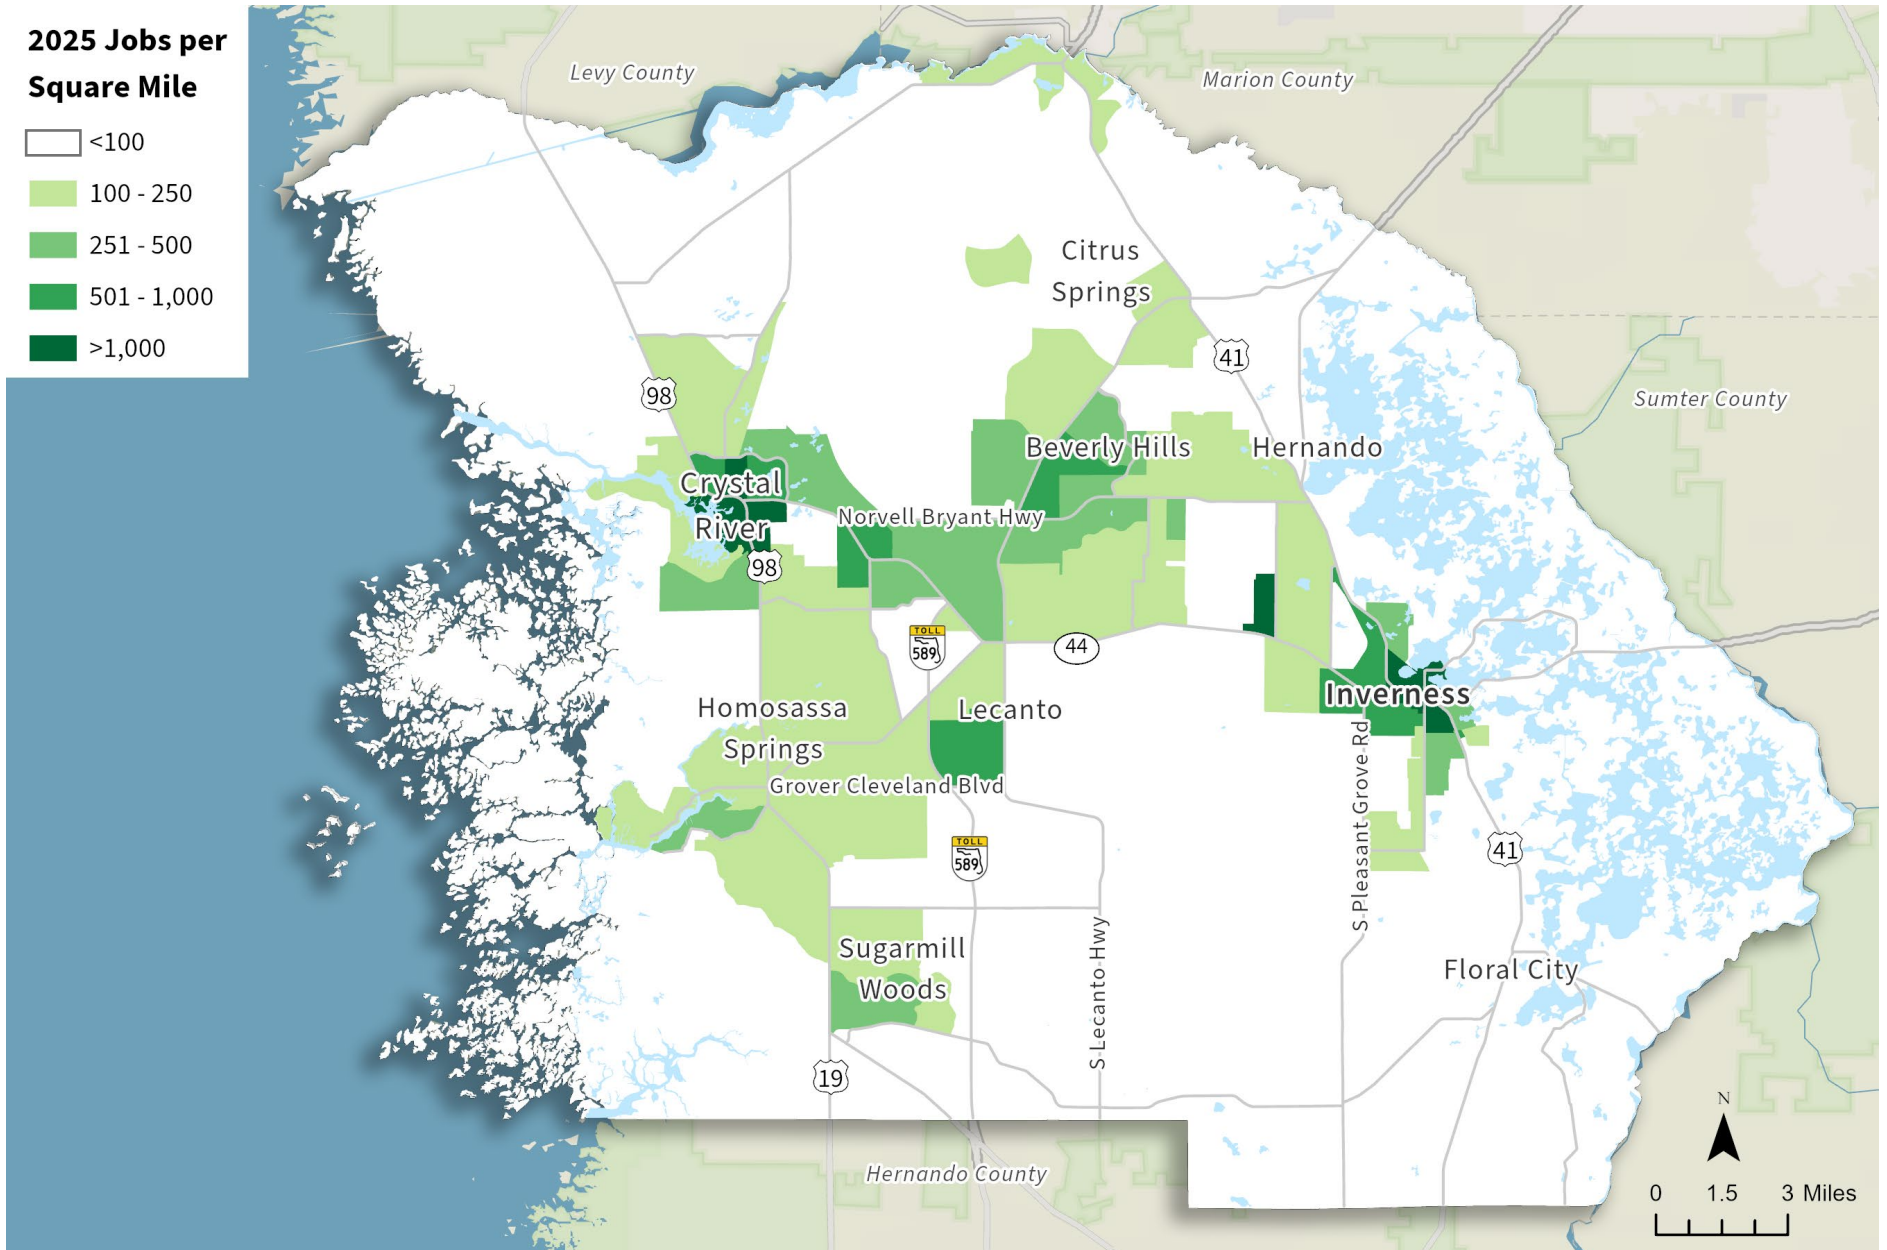 2025 Jobs per
Square Mile
<100
100 - 250
251 - 500
501 - 1,000
>1,000
Levy County
Marion County
Citrus
Springs
41
98
Sumter County
Beverly Hills
Hernando
Crystal
River
Norvell Bryant Hwy
98
TOLL
589
44
Inverness
Homosassa
Springs
Lecanto
Grover Cleveland Blvd
S Pleasant Grove Rd
TOLL
589
41
Sugarmill
Woods
S Lecanto Hwy
Floral City
19
Hernando County
N
0 1.5 3 Miles